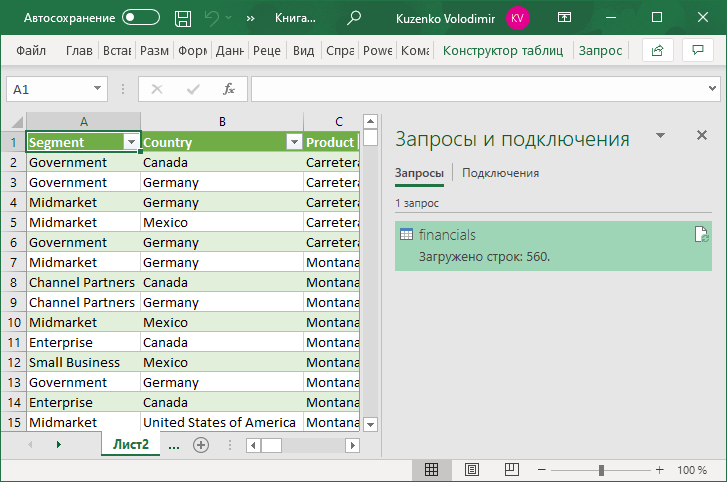 Автосохранение Книга... Kuzenko Volodimir KV
Файл Глав Встав Разм Форм Данн Реце Вид Спра Powe Кома Конструктор таблиц Запрос
A1 fx
A B C
1 Segment Country Product
2 Government Canada Carretera
3 Government Germany Carretera
4 Midmarket Germany Carretera
5 Midmarket Mexico Carretera
6 Government Germany Carretera
7 Midmarket Germany Montana
8 Channel Partners Canada Montana
9 Channel Partners Germany Montana
10 Midmarket Mexico Montana
11 Enterprise Canada Montana
12 Small Business Mexico Montana
13 Government Germany Montana
14 Enterprise Canada Montana
15 Midmarket United States of America Montana
Лист2 ...
Запросы и подключения
Запросы Подключения
1 запрос
financials
Загружено строк: 560.
100 %